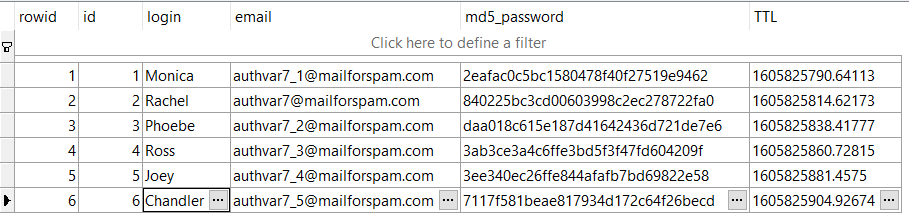 rowid id login email md5_password TTL
Click here to define a filter
1 1 Monica authvar7_1@mailforspam.com 2eafac0c5bc1580478f40f27519e9462 1605825790.64113
2 2 Rachel authvar7@mailforspam.com 840225bc3cd00603998c2ec278722fa0 1605825814.62173
3 3 Phoebe authvar7_2@mailforspam.com daa018c615e187d41642436d721de7e6 1605825838.41777
4 4 Ross authvar7_3@mailforspam.com 3ab3ce3a4c6ffe3bd5f3f47fd604209f 1605825860.72815
5 5 Joey authvar7_4@mailforspam.com 3ee340ec26ffe844afafb7bd69822e58 1605825881.4575
6 6 Chandler ... authvar7_5@mailforspam.com ... 7117f581beae817934d172c64f26becd ... 1605825904.92674 ...